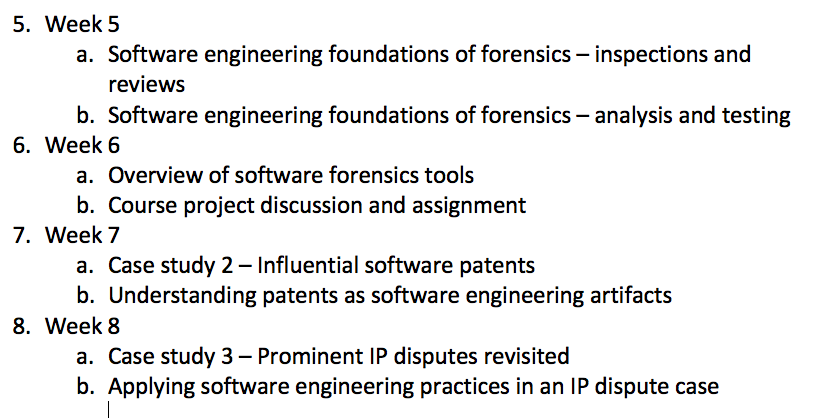 5. Week 5
a. Software engineering foundations of forensics – inspections and
reviews
b. Software engineering foundations of forensics – analysis and testing
6. Week 6
a. Overview of software forensics tools
b. Course project discussion and assignment
7. Week 7
a. Case study 2 – Influential software patents
b. Understanding patents as software engineering artifacts
8. Week 8
a. Case study 3 – Prominent IP disputes revisited
b. Applying software engineering practices in an IP dispute case